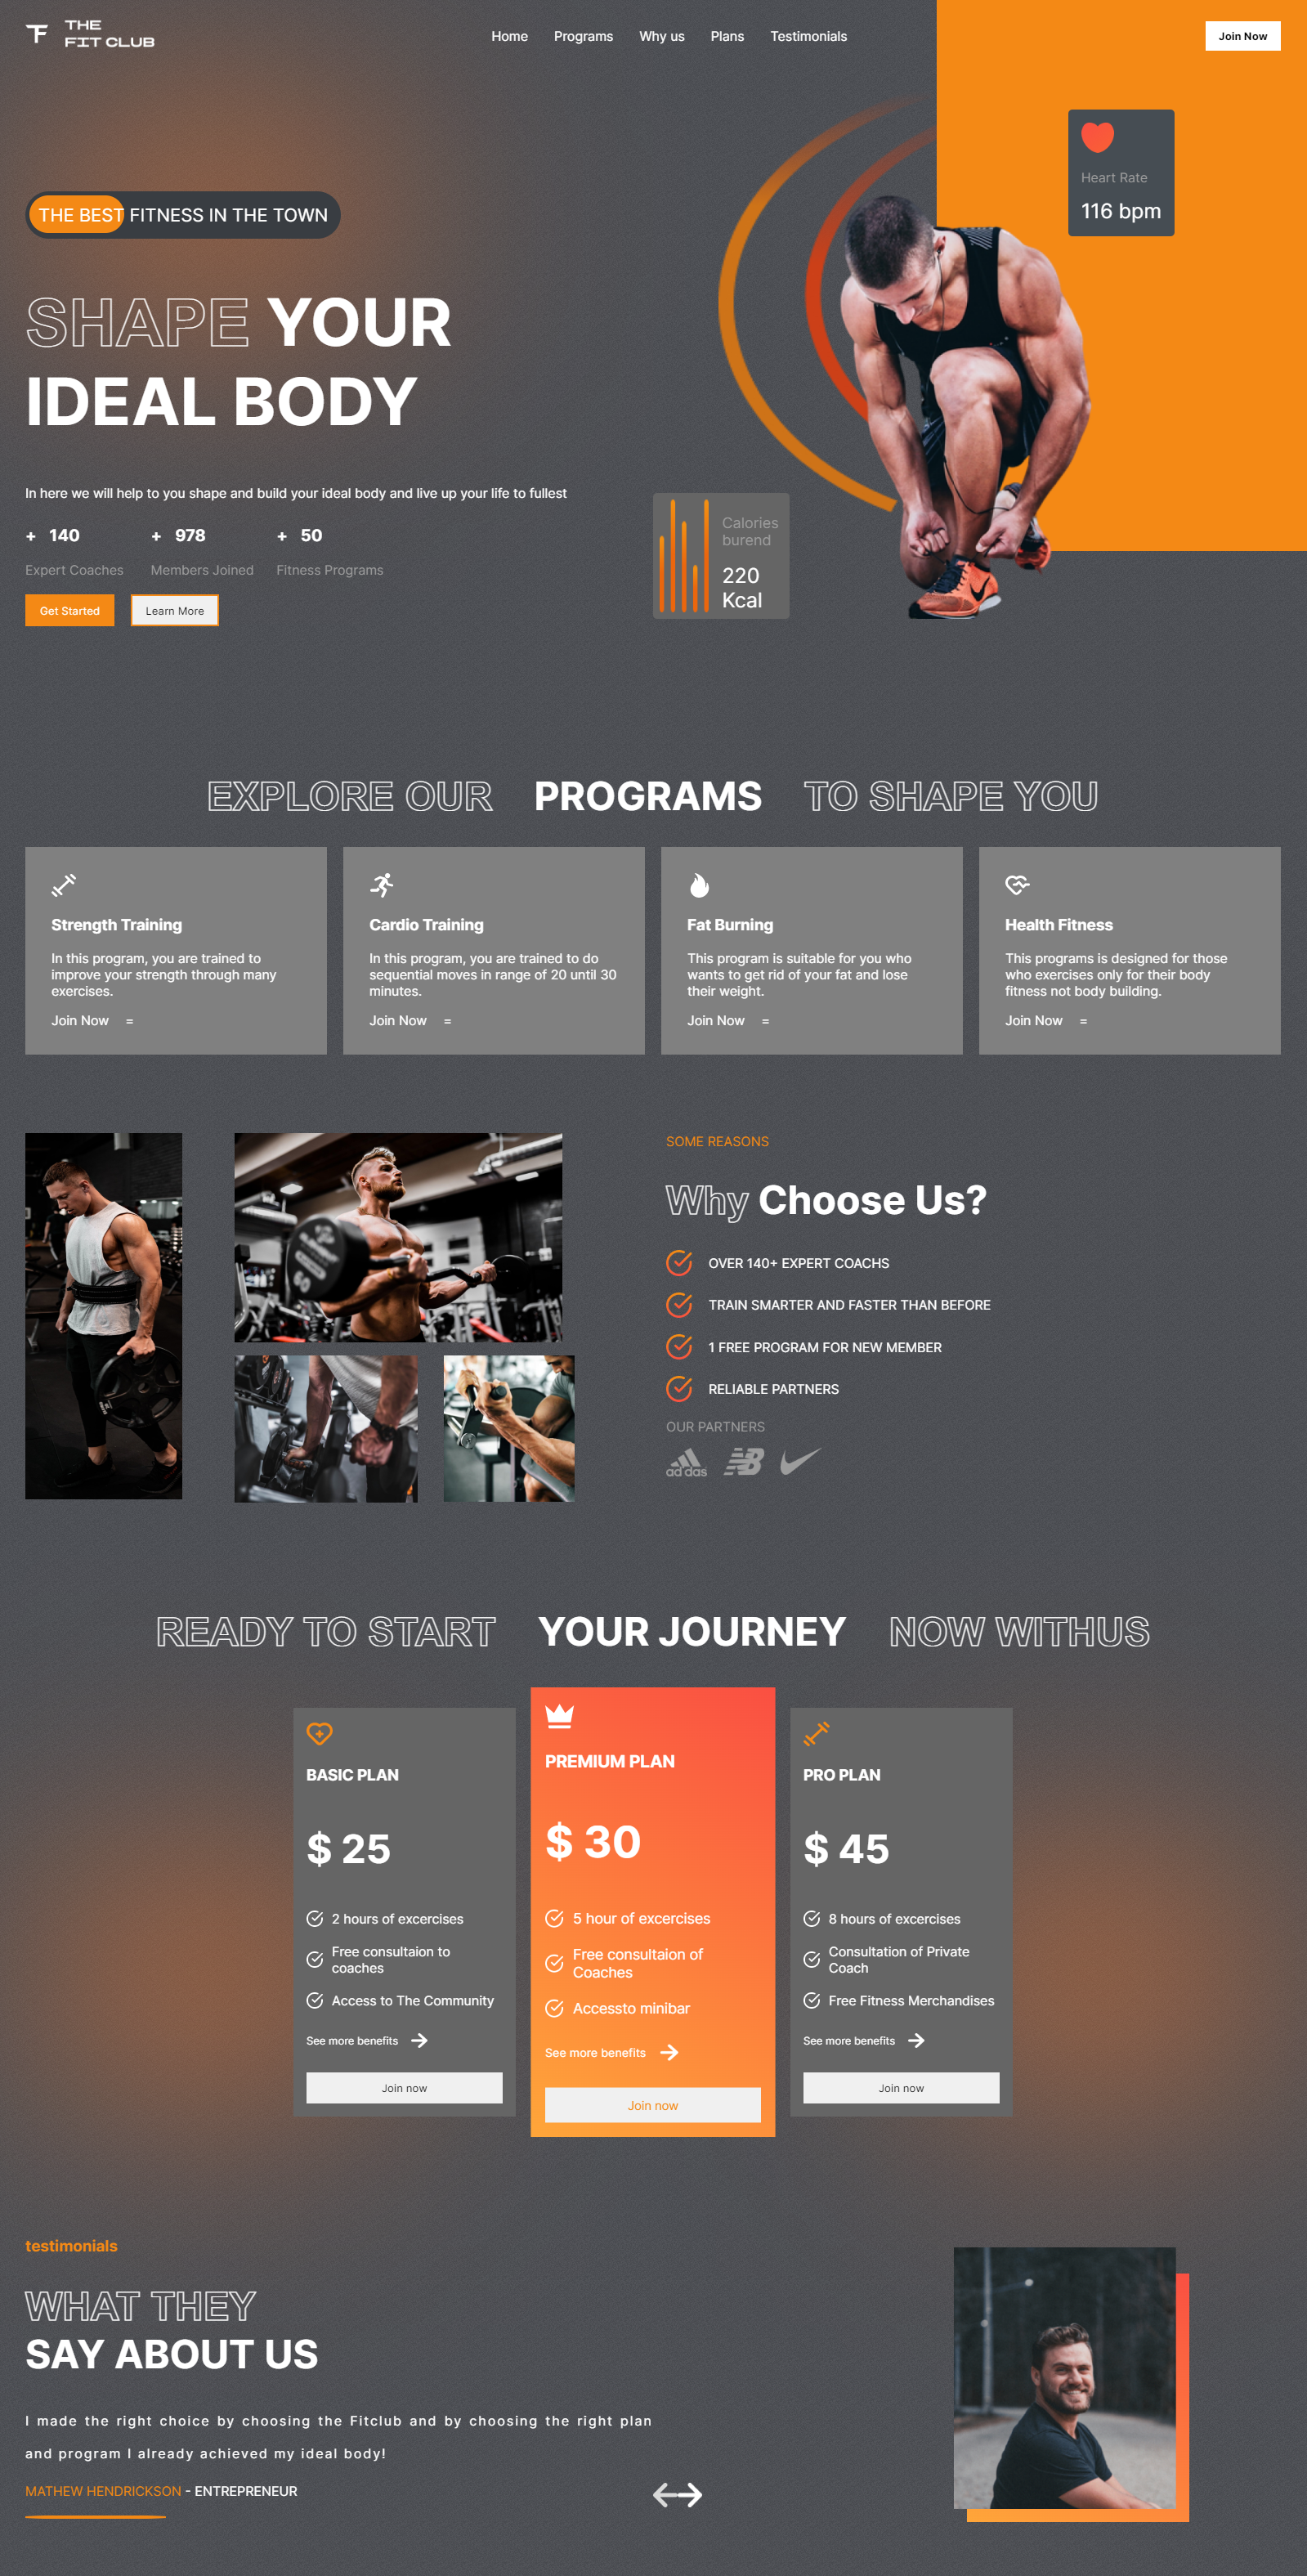 THE
FIT CLUB
Home Programs Why us Plans Testimonials
Join Now
Heart Rate
116 bpm
THE BEST FITNESS IN THE TOWN
SHAPE YOUR
IDEAL BODY
In here we will help to you shape and build your ideal body and live up your life to fullest
+ 140 + 978 + 50
Expert Coaches Members Joined Fitness Programs
Get Started Learn More
Calories
burend
220
Kcal
EXPLORE OUR PROGRAMS TO SHAPE YOU
Strength Training
In this program, you are trained to
improve your strength through many
exercises.
Join Now =
Cardio Training
In this program, you are trained to do
sequential moves in range of 20 until 30
minutes.
Join Now =
Fat Burning
This program is suitable for you who
wants to get rid of your fat and lose
their weight.
Join Now =
Health Fitness
This programs is designed for those
who exercises only for their body
fitness not body building.
Join Now =
SOME REASONS
Why Choose Us?
OVER 140+ EXPERT COACHS
TRAIN SMARTER AND FASTER THAN BEFORE
1 FREE PROGRAM FOR NEW MEMBER
RELIABLE PARTNERS
OUR PARTNERS
adidas NB
READY TO START YOUR JOURNEY NOW WITHUS
BASIC PLAN
$ 25
2 hours of excercises
Free consultaion to
coaches
Access to The Community
See more benefits
Join now
PREMIUM PLAN
$ 30
5 hour of excercises
Free consultaion of
Coaches
Accessto minibar
See more benefits
Join now
PRO PLAN
$ 45
8 hours of excercises
Consultation of Private
Coach
Free Fitness Merchandises
See more benefits
Join now
testimonials
WHAT THEY
SAY ABOUT US
I made the right choice by choosing the Fitclub and by choosing the right plan
and program I already achieved my ideal body!
MATHEW HENDRICKSON - ENTREPRENEUR